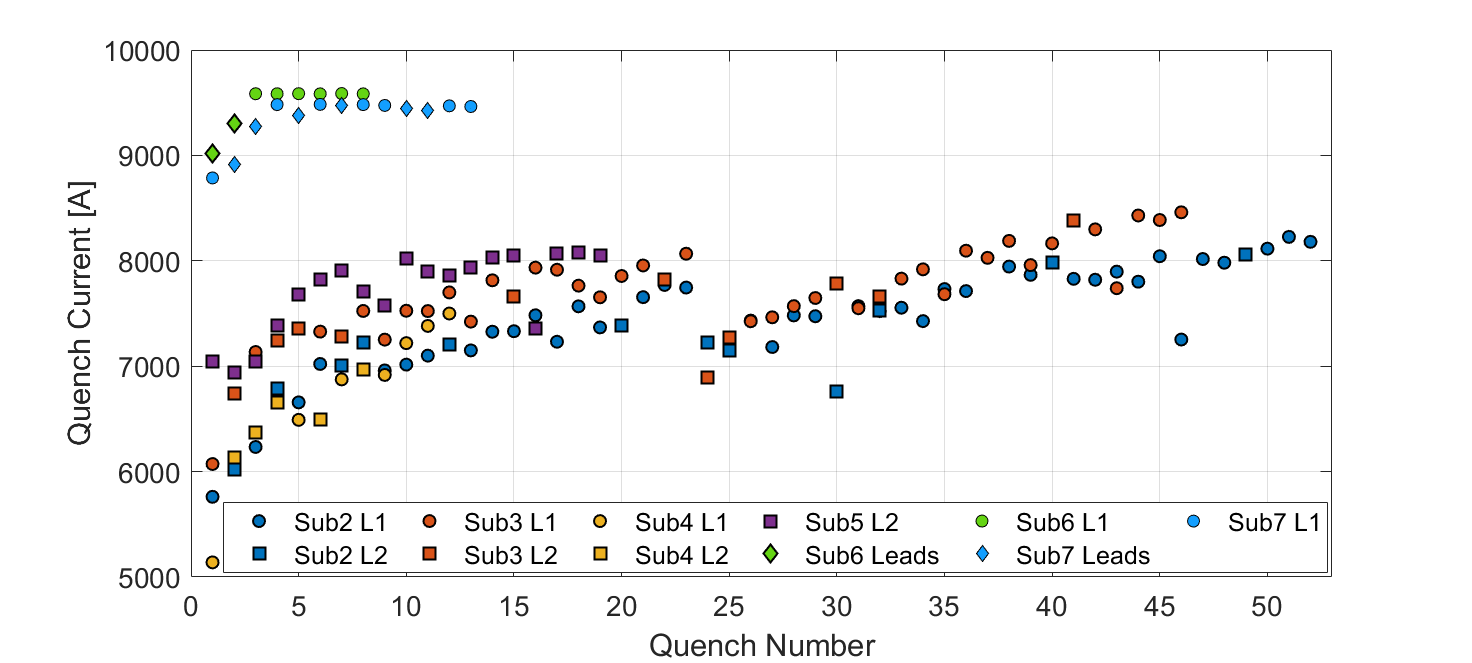 10000
9000
8000
7000
6000
5000
Quench Current [A]
Sub2 L1 Sub3 L1 Sub4 L1 Sub5 L2 Sub6 L1 Sub7 L1
Sub2 L2 Sub3 L2 Sub4 L2 Sub6 Leads Sub7 Leads
0 5 10 15 20 25 30 35 40 45 50
Quench Number